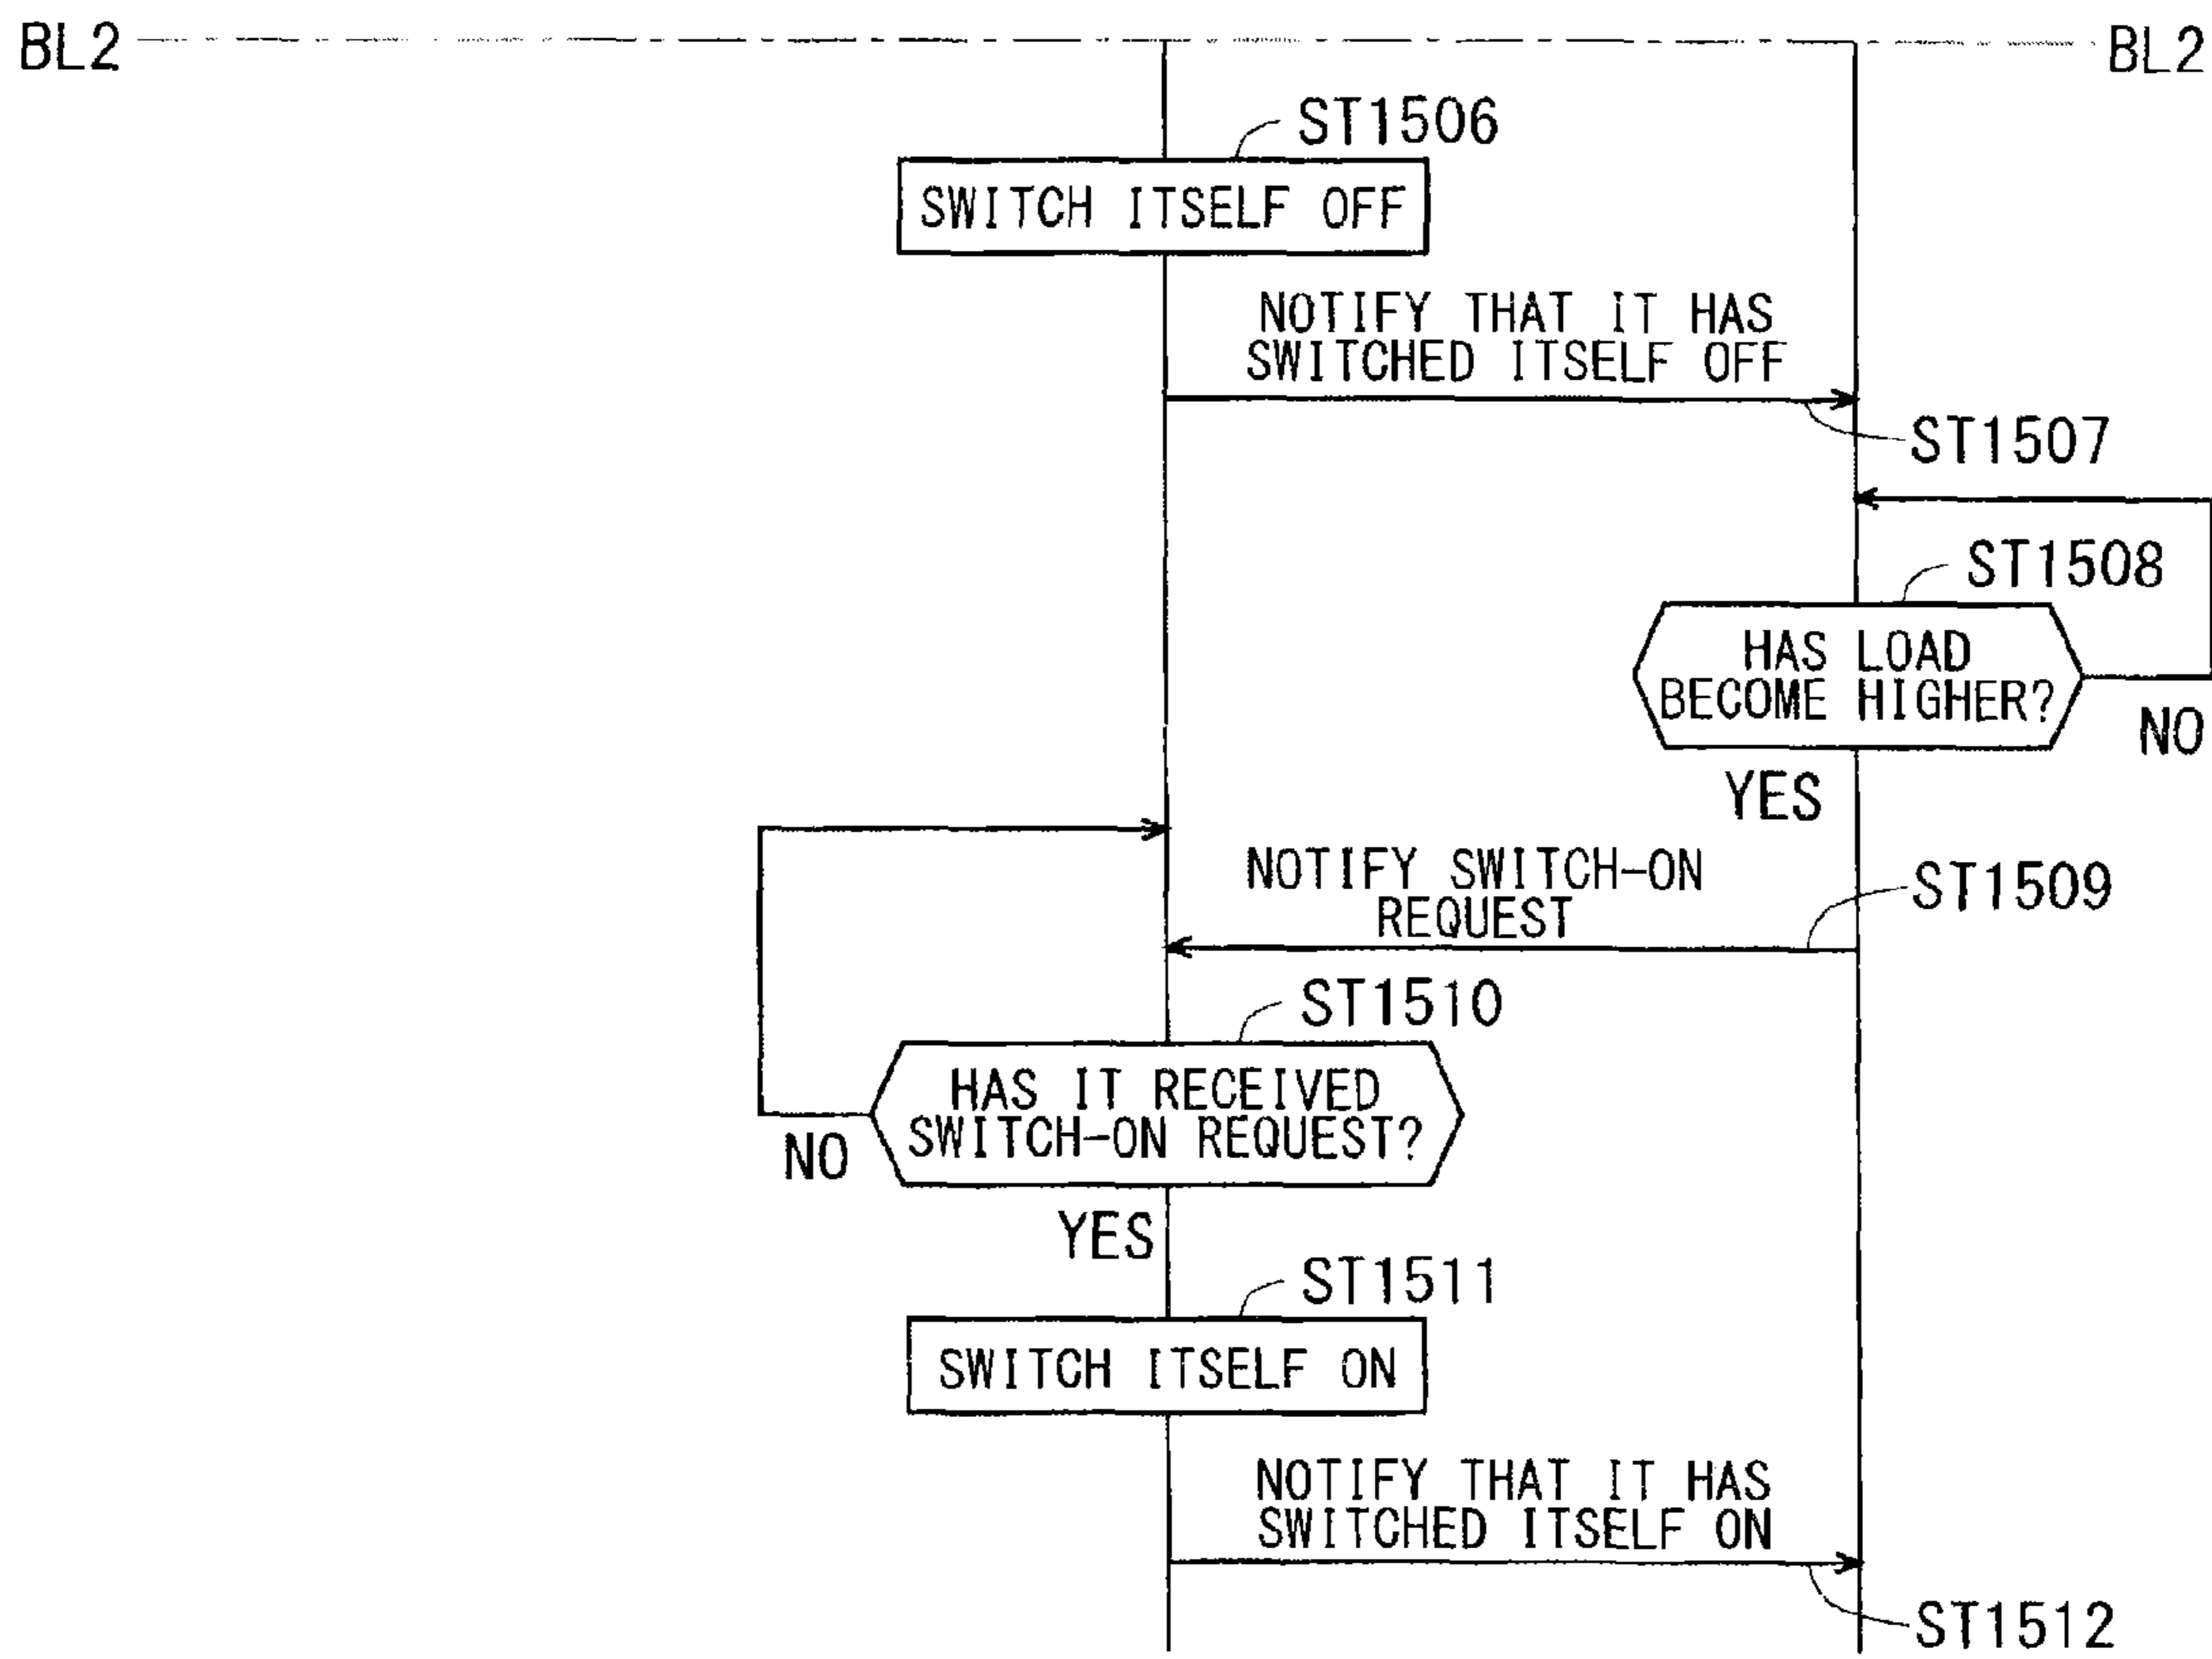 BL2
BL2
ST1506
SWITCH ITSELF OFF
NOTIFY THAT IT HAS
SWITCHED ITSELF OFF
ST1507
ST1508
HAS LOAD
BECOME HIGHER?
NO
YES
NOTIFY SWITCH-ON
REQUEST
ST1509
ST1510
HAS IT RECEIVED
SWITCH-ON REQUEST?
NO
YES
ST1511
SWITCH ITSELF ON
NOTIFY THAT IT HAS
SWITCHED ITSELF ON
ST1512